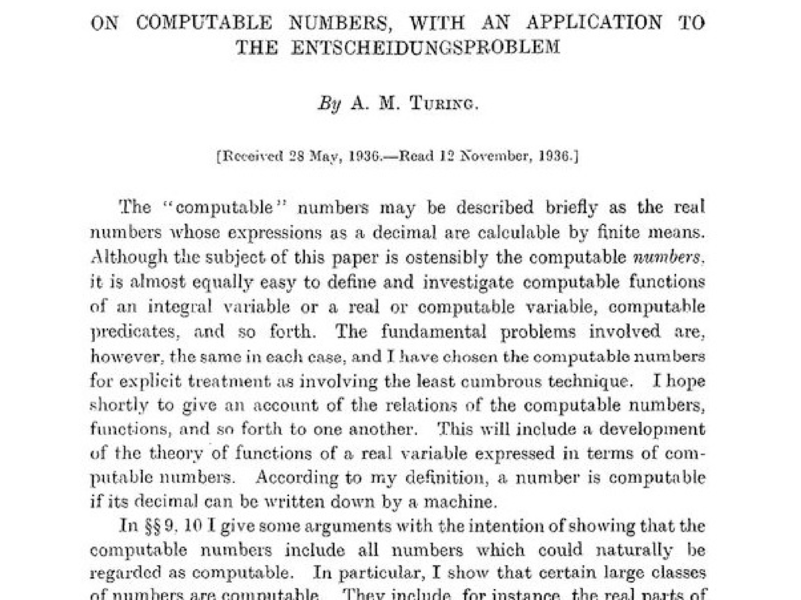 ON COMPUTABLE NUMBERS, WITH AN APPLICATION TO
THE ENTSCHEIDUNGSPROBLEM
By A. M. TURING.
[Received 28 May, 1936.—Read 12 November, 1936.]
The "computable" numbers may be described briefly as the real
numbers whose expressions as a decimal are calculable by finite means.
Although the subject of this paper is ostensibly the computable numbers,
it is almost equally easy to define and investigate computable functions
of an integral variable or a real or computable variable, computable
predicates, and so forth. The fundamental problems involved are,
however, the same in each case, and I have chosen the computable numbers
for explicit treatment as involving the least cumbrous technique. I hope
shortly to give an account of the relations of the computable numbers,
functions, and so forth to one another. This will include a development
of the theory of functions of a real variable expressed in terms of com-
putable numbers. According to my definition, a number is computable
if its decimal can be written down by a machine.
In §§ 9, 10 I give some arguments with the intention of showing that the
computable numbers include all numbers which could naturally be
regarded as computable. In particular, I show that certain large classes
of numbers are computable. They include, for instance, the real parts of